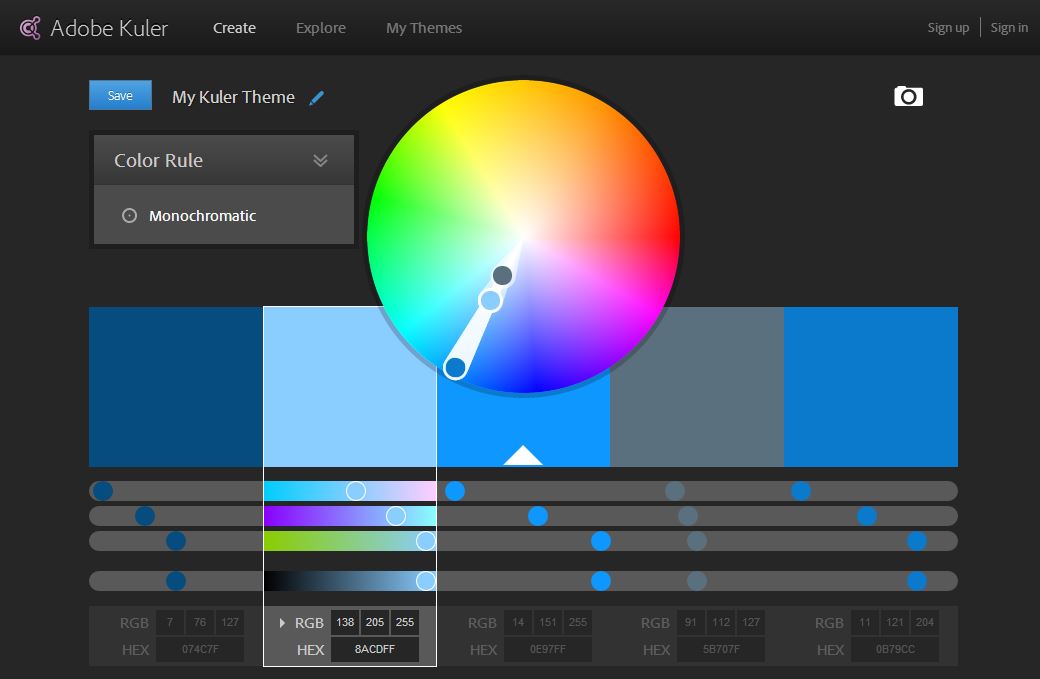 Adobe Kuler Create Explore My Themes Sign up Sign in
Save My Kuler Theme
Color Rule
Monochromatic
RGB 7 76 127 RGB 138 205 255 RGB 14 151 255 RGB 91 112 127 RGB 11 121 204
HEX 074C7F HEX 8ACDFF HEX 0E97FF HEX 5B707F HEX 0B79CC